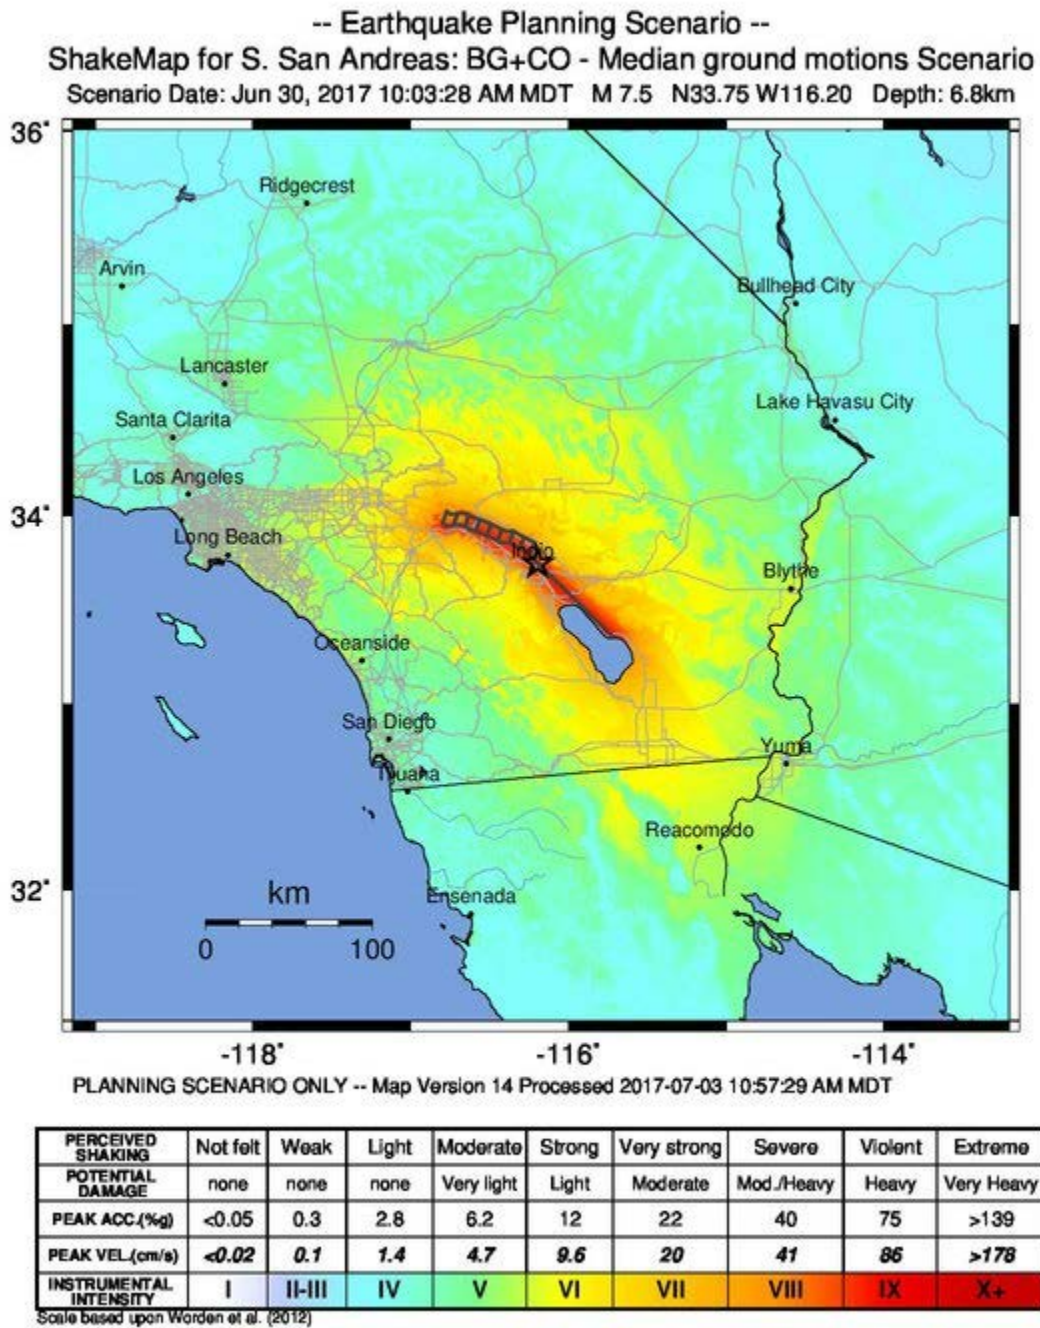 -- Earthquake Planning Scenario --
ShakeMap for S. San Andreas: BG+CO - Median ground motions Scenario
Scenario Date: Jun 30, 2017 10:03:28 AM MDT M 7.5 N33.75 W116.20 Depth: 6.8km
36°
Ridgecrest
Arvin
Bullhead City
Lancaster
Lake Havasu City
Santa Clarita
Los Angeles
34°
Long Beach
Indio
Blythe
Oceanside
San Diego
Yuma
Tijuana
Reacomodo
32°
km
Ensenada
0 100
-118° -116° -114°
PLANNING SCENARIO ONLY -- Map Version 14 Processed 2017-07-03 10:57:29 AM MDT
PERCEIVED SHAKING Not felt Weak Light Moderate Strong Very strong Severe Violent Extreme
POTENTIAL DAMAGE none none none Very light Light Moderate Mod./Heavy Heavy Very Heavy
PEAK ACC.(%g) <0.05 0.3 2.8 6.2 12 22 40 75 >139
PEAK VEL.(cm/s) <0.02 0.1 1.4 4.7 9.6 20 41 86 >178
INSTRUMENTAL INTENSITY I II-III IV V VI VII VIII IX X+
Scale based upon Worden et al. (2012)